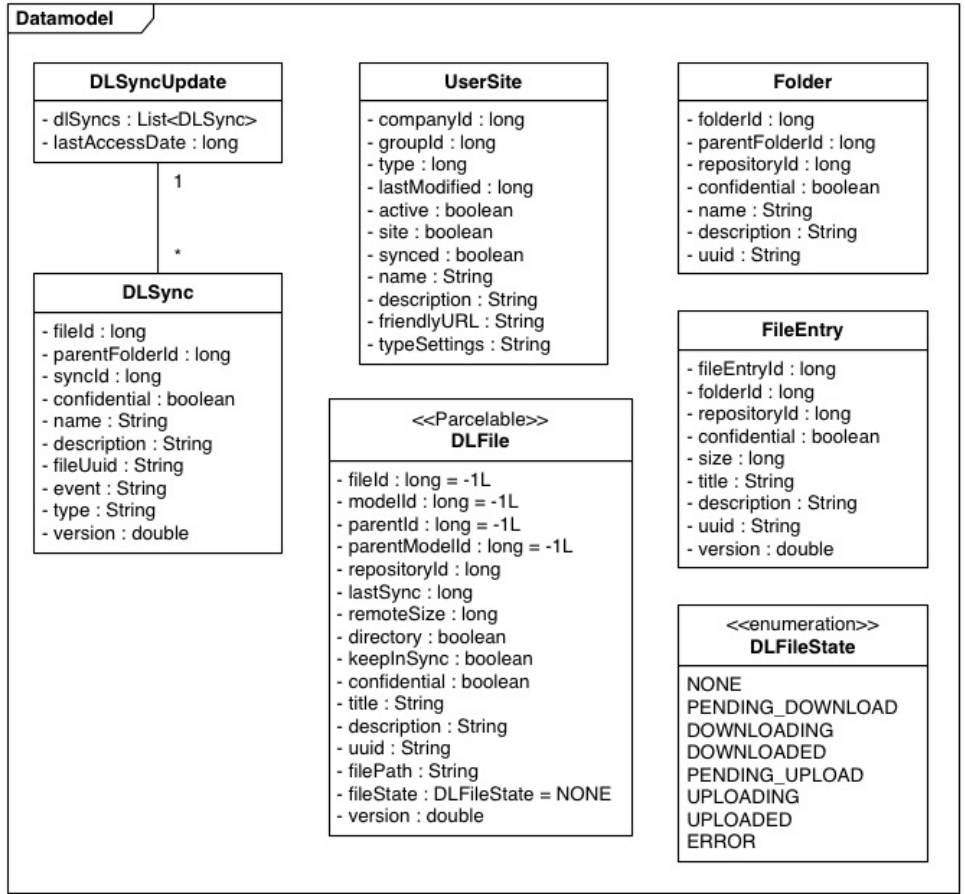 Datamodel
DLSyncUpdate
- dlSyncs : List<DLSync>
- lastAccessDate : long
1
*
DLSync
- fileId : long
- parentFolderId : long
- syncId : long
- confidential : boolean
- name : String
- description : String
- fileUuid : String
- event : String
- type : String
- version : double
UserSite
- companyId : long
- groupId : long
- type : long
- lastModified : long
- active : boolean
- site : boolean
- synced : boolean
- name : String
- description : String
- friendlyURL : String
- typeSettings : String
<<Parcelable>>
DLFile
- fileId : long = -1L
- modelId : long = -1L
- parentId : long = -1L
- parentModelId : long = -1L
- repositoryId : long
- lastSync : long
- remoteSize : long
- directory : boolean
- keepInSync : boolean
- confidential : boolean
- title : String
- description : String
- uuid : String
- filePath : String
- fileState : DLFileState = NONE
- version : double
Folder
- folderId : long
- parentFolderId : long
- repositoryId : long
- confidential : boolean
- name : String
- description : String
- uuid : String
FileEntry
- fileEntryId : long
- folderId : long
- repositoryId : long
- confidential : boolean
- size : long
- title : String
- description : String
- uuid : String
- version : double
<<enumeration>>
DLFileState
NONE
PENDING_DOWNLOAD
DOWNLOADING
DOWNLOADED
PENDING_UPLOAD
UPLOADING
UPLOADED
ERROR